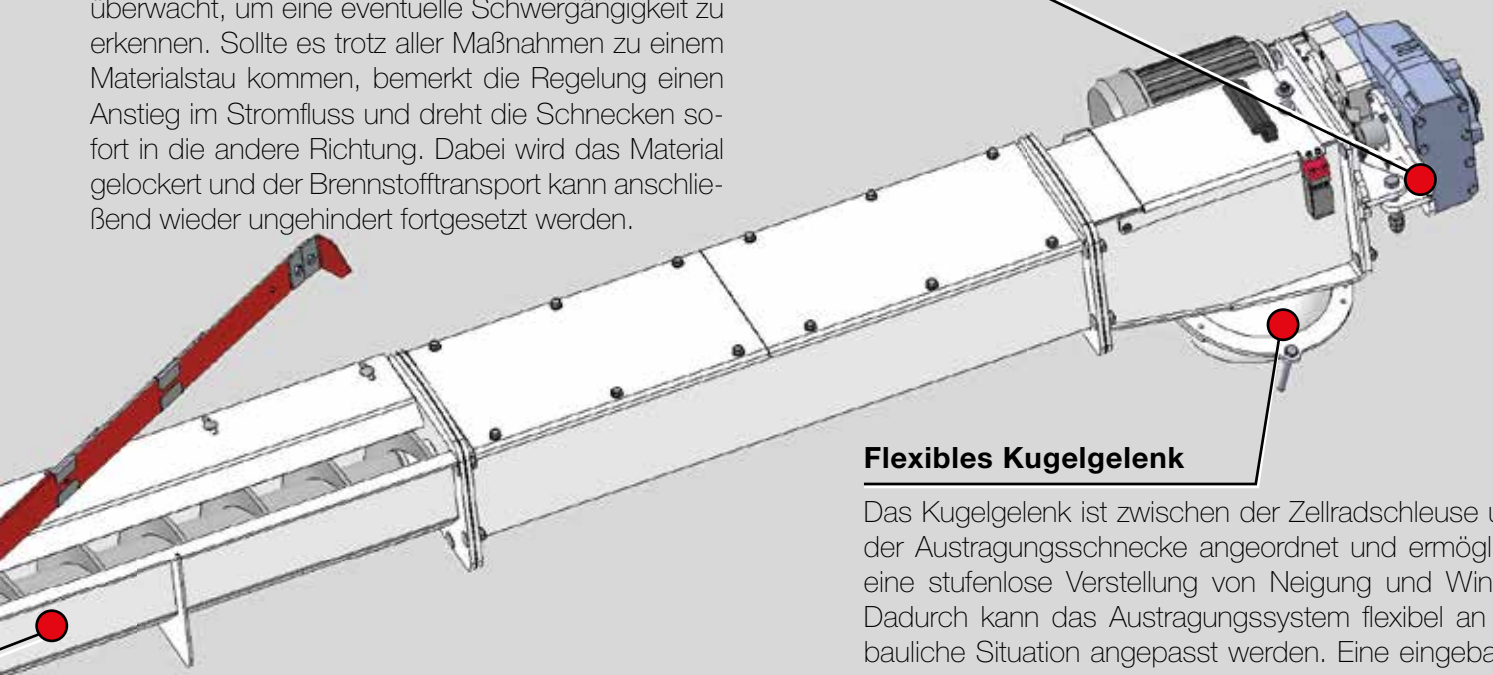 überwacht, um eine eventuelle Schwergängigkeit zu
erkennen. Sollte es trotz aller Maßnahmen zu einem
Materialstau kommen, bemerkt die Regelung einen
Anstieg im Stromfluss und dreht die Schnecken so-
fort in die andere Richtung. Dabei wird das Material
gelockert und der Brennstofftransport kann anschlie-
ßend wieder ungehindert fortgesetzt werden.
Flexibles Kugelgelenk
Das Kugelgelenk ist zwischen der Zellradschleuse
der Austragungsschnecke angeordnet und ermögl
eine stufenlose Verstellung von Neigung und Win
Dadurch kann das Austragungssystem flexibel an
bauliche Situation angepasst werden. Eine eingeba